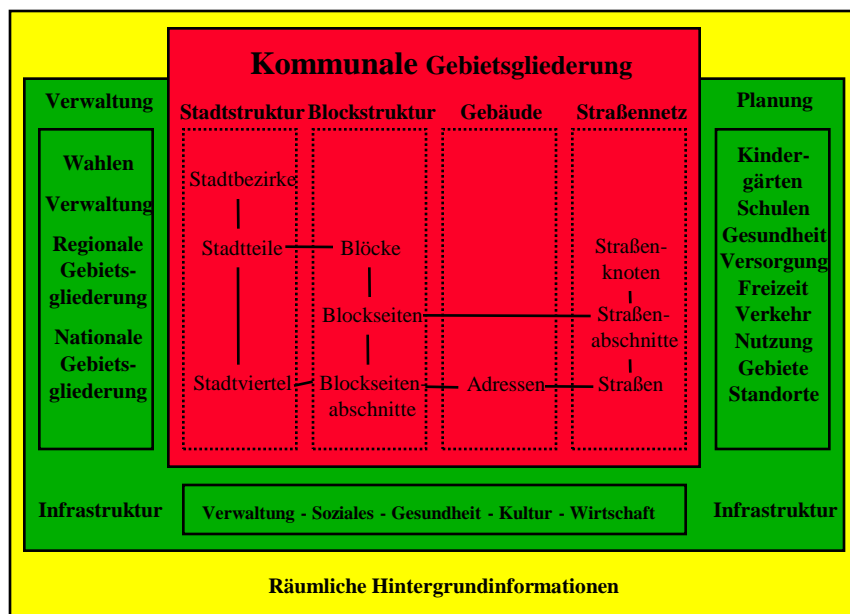 Kommunale Gebietsgliederung
Verwaltung
Planung
Stadtstruktur
Blockstruktur
Gebäude
Straßennetz
Wahlen
Verwaltung
Regionale
Gebiets-
gliederung
Nationale
Gebiets-
gliederung
Stadtbezirke
Stadtteile
Stadtviertel
Blöcke
Blockseiten
Blockseiten-
abschnitte
Adressen
Straßen-
knoten
Straßen-
abschnitte
Straßen
Kinder-
gärten
Schulen
Gesundheit
Versorgung
Freizeit
Verkehr
Nutzung
Gebiete
Standorte
Infrastruktur
Verwaltung - Soziales - Gesundheit - Kultur - Wirtschaft
Infrastruktur
Räumliche Hintergrundinformationen